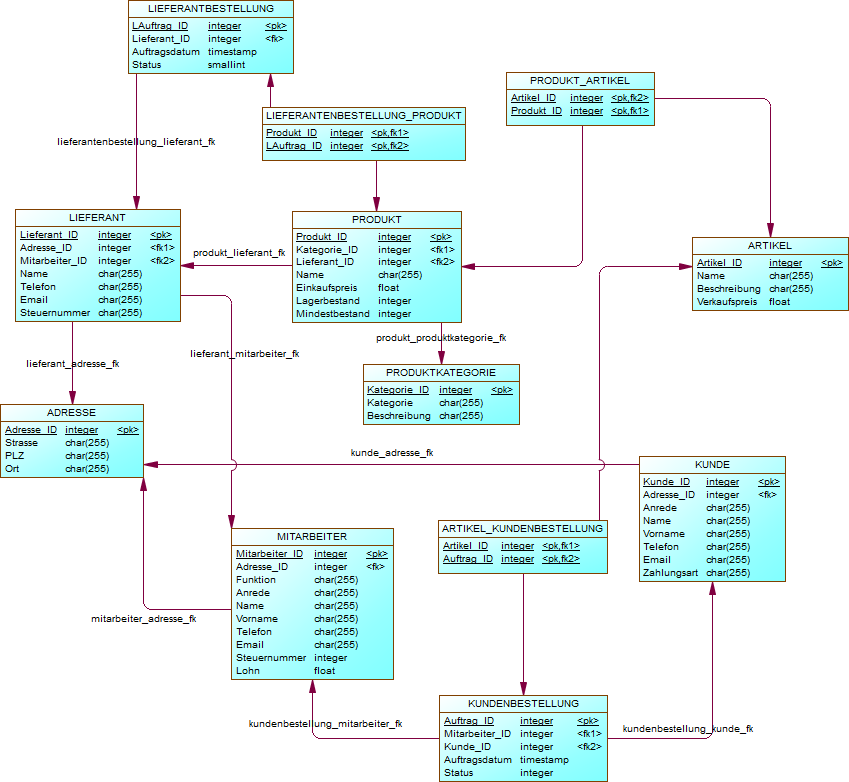 LIEFERANTBESTELLUNG
LAuftrag_ID integer <pk>
Lieferant_ID integer <fk>
Auftragsdatum timestamp
Status smallint
PRODUKT_ARTIKEL
Artikel_ID integer <pk,fk2>
Produkt_ID integer <pk,fk1>
LIEFERANTENBESTELLUNG_PRODUKT
Produkt_ID integer <pk,fk1>
LAuftrag_ID integer <pk,fk2>
lieferantenbestellung_lieferant_fk
LIEFERANT
Lieferant_ID integer <pk>
Adresse_ID integer <fk1>
Mitarbeiter_ID integer <fk2>
Name char(255)
Telefon char(255)
Email char(255)
Steuernummer char(255)
produkt_lieferant_fk
PRODUKT
Produkt_ID integer <pk>
Kategorie_ID integer <fk1>
Lieferant_ID integer <fk2>
Name char(255)
Einkaufspreis float
Lagerbestand integer
Mindestbestand integer
ARTIKEL
Artikel_ID integer <pk>
Name char(255)
Beschreibung char(255)
Verkaufspreis float
produkt_produktkategorie_fk
lieferant_mitarbeiter_fk
lieferant_adresse_fk
PRODUKTKATEGORIE
Kategorie_ID integer <pk>
Kategorie char(255)
Beschreibung char(255)
ADRESSE
Adresse_ID integer <pk>
Strasse char(255)
PLZ char(255)
Ort char(255)
kunde_adresse_fk
KUNDE
Kunde_ID integer <pk>
Adresse_ID integer <fk>
Anrede char(255)
Name char(255)
Vorname char(255)
Telefon char(255)
Email char(255)
Zahlungsart char(255)
MITARBEITER
Mitarbeiter_ID integer <pk>
Adresse_ID integer <fk>
Funktion char(255)
Anrede char(255)
Name char(255)
Vorname char(255)
Telefon char(255)
Email char(255)
Steuernummer integer
Lohn float
ARTIKEL_KUNDENBESTELLUNG
Artikel_ID integer <pk,fk1>
Auftrag_ID integer <pk,fk2>
mitarbeiter_adresse_fk
kundenbestellung_mitarbeiter_fk
KUNDENBESTELLUNG
Auftrag_ID integer <pk>
Mitarbeiter_ID integer <fk1>
Kunde_ID integer <fk2>
Auftragsdatum timestamp
Status integer
kundenbestellung_kunde_fk